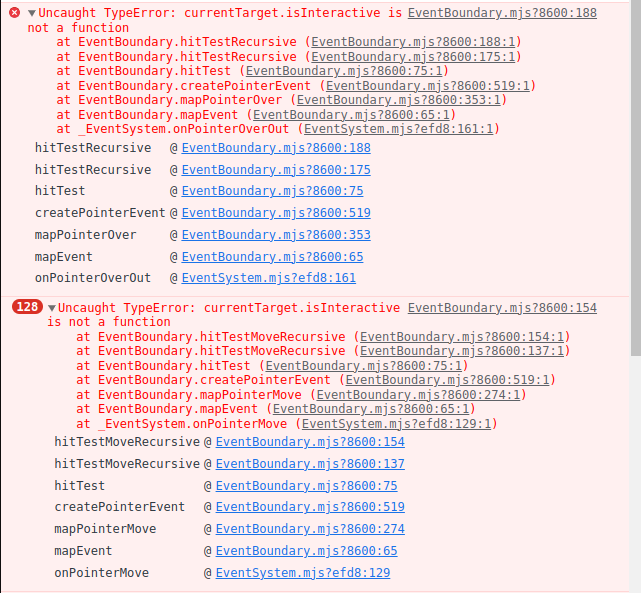 Uncaught TypeError: currentTarget.isInteractive is EventBoundary.mjs?8600:188
not a function
at EventBoundary.hitTestRecursive (EventBoundary.mjs?8600:188:1)
at EventBoundary.hitTestRecursive (EventBoundary.mjs?8600:175:1)
at EventBoundary.hitTest (EventBoundary.mjs?8600:75:1)
at EventBoundary.createPointerEvent (EventBoundary.mjs?8600:519:1)
at EventBoundary.mapPointerOver (EventBoundary.mjs?8600:353:1)
at EventBoundary.mapEvent (EventBoundary.mjs?8600:65:1)
at _EventSystem.onPointerOverOut (EventSystem.mjs?efd8:161:1)
hitTestRecursive @ EventBoundary.mjs?8600:188
hitTestRecursive @ EventBoundary.mjs?8600:175
hitTest @ EventBoundary.mjs?8600:75
createPointerEvent @ EventBoundary.mjs?8600:519
mapPointerOver @ EventBoundary.mjs?8600:353
mapEvent @ EventBoundary.mjs?8600:65
onPointerOverOut @ EventSystem.mjs?efd8:161
128 Uncaught TypeError: currentTarget.isInteractive EventBoundary.mjs?8600:154
is not a function
at EventBoundary.hitTestMoveRecursive (EventBoundary.mjs?8600:154:1)
at EventBoundary.hitTestMoveRecursive (EventBoundary.mjs?8600:137:1)
at EventBoundary.hitTest (EventBoundary.mjs?8600:75:1)
at EventBoundary.createPointerEvent (EventBoundary.mjs?8600:519:1)
at EventBoundary.mapPointerMove (EventBoundary.mjs?8600:274:1)
at EventBoundary.mapEvent (EventBoundary.mjs?8600:65:1)
at _EventSystem.onPointerMove (EventSystem.mjs?efd8:129:1)
hitTestMoveRecursive @ EventBoundary.mjs?8600:154
hitTestMoveRecursive @ EventBoundary.mjs?8600:137
hitTest @ EventBoundary.mjs?8600:75
createPointerEvent @ EventBoundary.mjs?8600:519
mapPointerMove @ EventBoundary.mjs?8600:274
mapEvent @ EventBoundary.mjs?8600:65
onPointerMove @ EventSystem.mjs?efd8:129